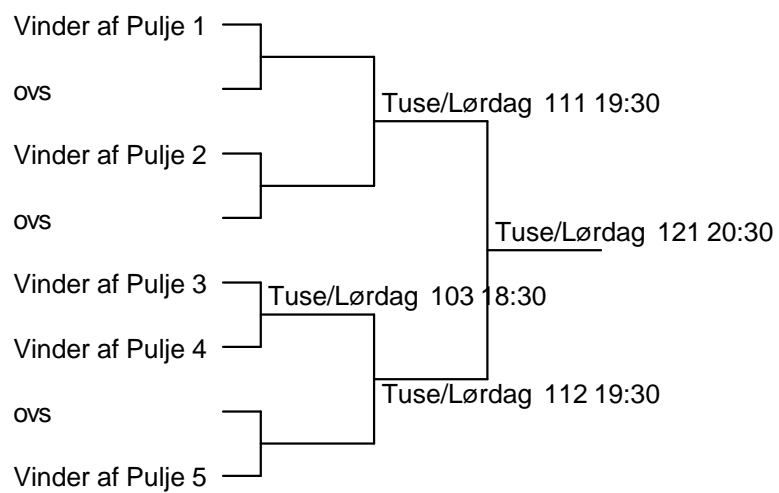 Vinder af Pulje 1
ovs
Tuse/Lørdag 111 19:30
Vinder af Pulje 2
ovs
Tuse/Lørdag 121 20:30
Vinder af Pulje 3
Tuse/Lørdag 103 18:30
Vinder af Pulje 4
Tuse/Lørdag 112 19:30
ovs
Vinder af Pulje 5